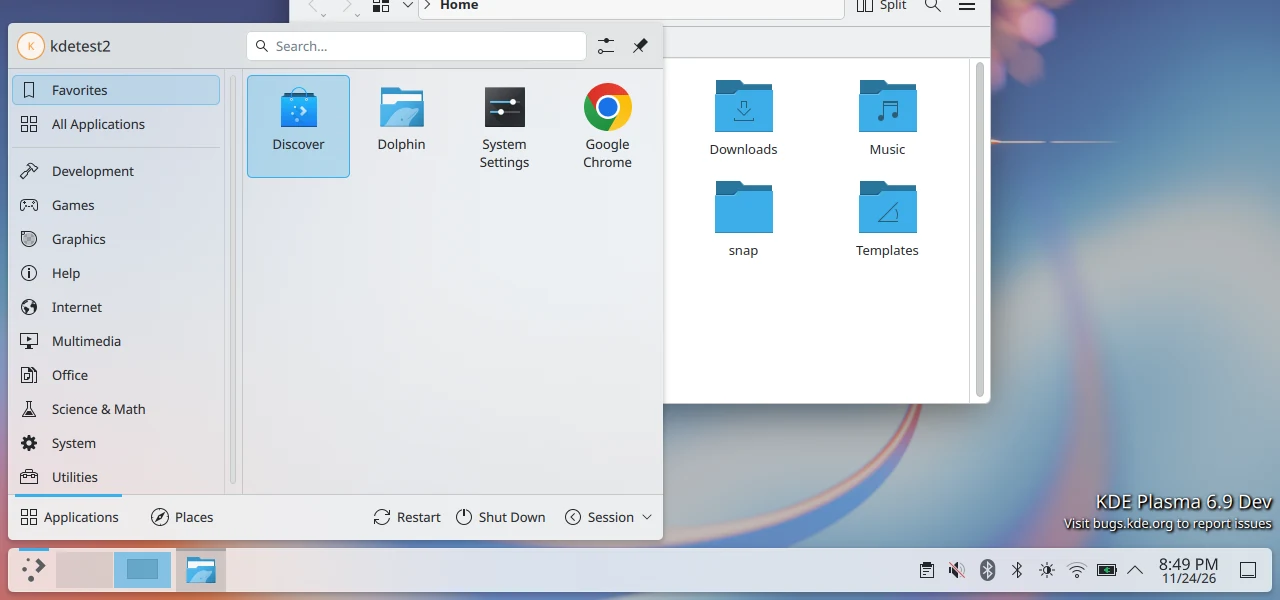 Home
Split
kdetest2
K
Search...
Favorites
All Applications
Development
Games
Graphics
Help
Internet
Multimedia
Office
Science & Math
System
Utilities
Discover
Dolphin
System
Settings
Google
Chrome
Downloads
Music
snap
Templates
Applications
Places
Restart
Shut Down
Session
KDE Plasma 6.9 Dev
Visit bugs.kde.org to report issues
8:49 PM
11/24/26